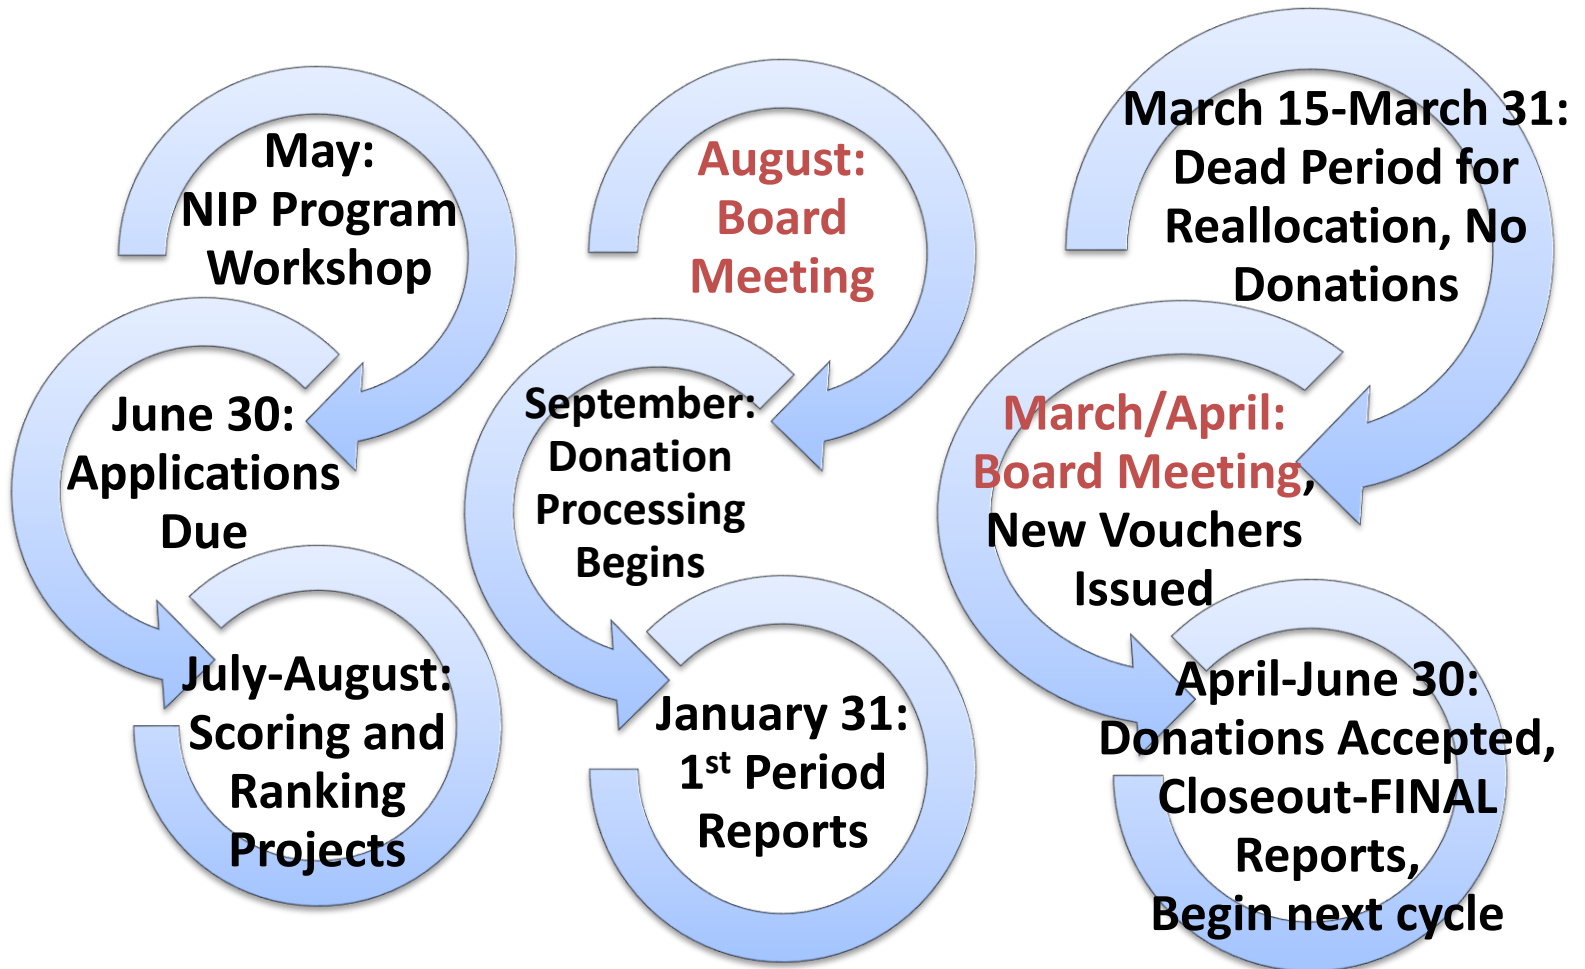 May:
NIP Program
Workshop
June 30:
Applications
Due
July-August:
Scoring and
Ranking
Projects
August:
Board
Meeting
September:
Donation
Processing
Begins
January 31:
1st Period
Reports
March 15-March 31:
Dead Period for
Reallocation, No
Donations
March/April:
Board Meeting,
New Vouchers
Issued
April-June 30:
Donations Accepted,
Closeout-FINAL
Reports,
Begin next cycle